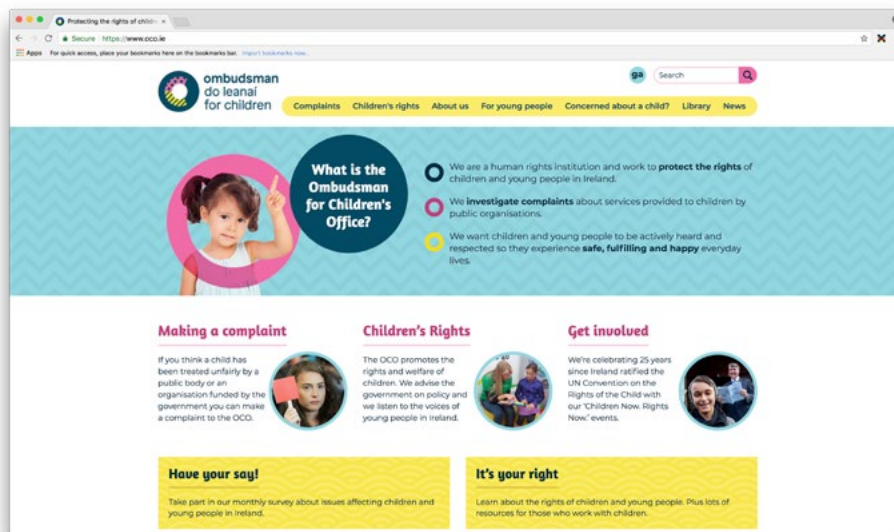 Protecting the rights of childre
Secure https://www.oco.ie
Apps For quick access, place your bookmarks here on the bookmarks bar. Import bookmarks now...
ombudsman
do leanaí
for children
ga
Search
Complaints Children's rights About us For young people Concerned about a child? Library News
What is the
Ombudsman
for Children's
Office?
We are a human rights institution and work to protect the rights of
children and young people in Ireland.
We investigate complaints about services provided to children by
public organisations.
We want children and young people to be actively heard and
respected so they experience safe, fulfilling and happy everyday
lives.
Making a complaint
If you think a child has
been treated unfairly by a
public body or an
organisation funded by the
government you can make
a complaint to the OCO.
Children's Rights
The OCO promotes the
rights and welfare of
children. We advise the
government on policy and
we listen to the voices of
young people in Ireland.
Get involved
We're celebrating 25 years
since Ireland ratified the
UN Convention on the
Rights of the Child with
our 'Children Now. Rights
Now.' events.
Have your say!
Take part in our monthly survey about issues affecting children and
young people in Ireland.
It's your right
Learn about the rights of children and young people. Plus lots of
resources for those who work with children.